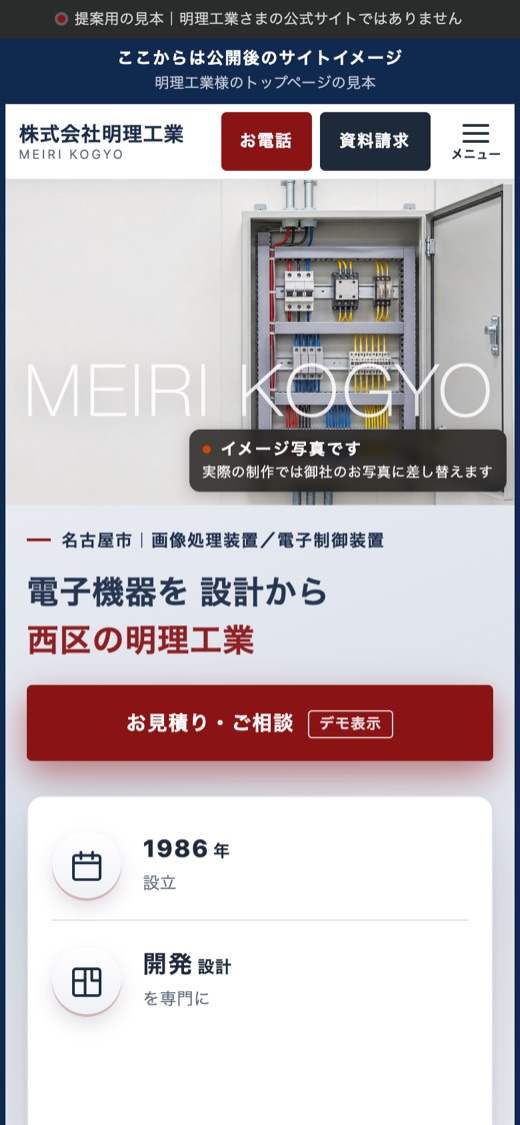 提案用の見本｜明理工業さまの公式サイトではありません
ここからは公開後のサイトイメージ
明理工業様のトップページの見本
株式会社明理工業
MEIRI KOGYO
お電話
資料請求
メニュー
MEIRI KOGYO
イメージ写真です
実際の制作では御社のお写真に差し替えます
名古屋市｜画像処理装置／電子制御装置
電子機器を 設計から
西区の明理工業
お見積り・ご相談 デモ表示
1986 年
設立
開発 設計
を専門に